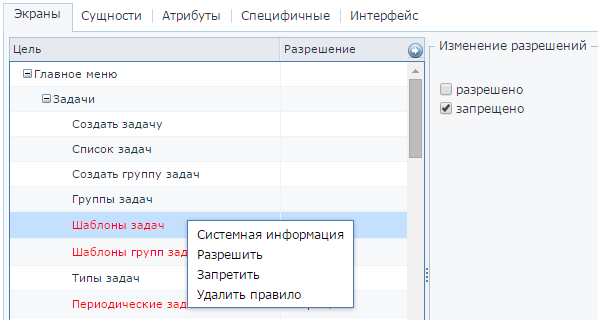 Экраны Сущности Атрибуты Специфичные Интерфейс
Цель Разрешение
Изменение разрешений
Главное меню
разрешено
Задачи
запрещено
Создать задачу
Список задач
Создать группу задач
Группы задач
Шаблоны задач
Системная информация
Шаблоны групп зад
Разрешить
Запретить
Типы задач
Удалить правило
Периодические зад